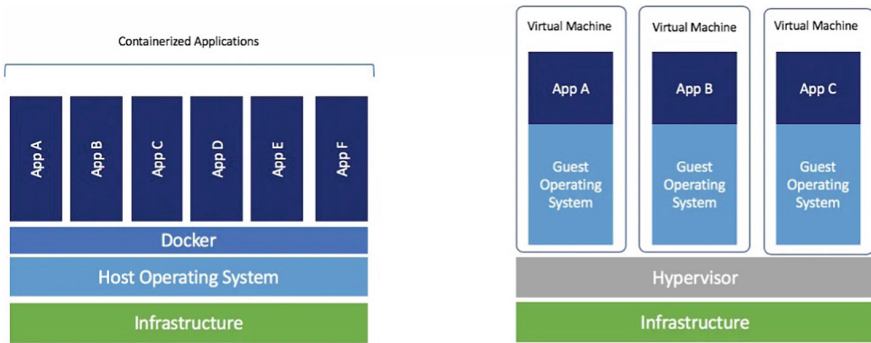 Containerized Applications
App A
App B
App C
App D
App E
App F
Docker
Host Operating System
Infrastructure
Virtual Machine
Virtual Machine
Virtual Machine
App A
App B
App C
Guest
Operating
System
Guest
Operating
System
Guest
Operating
System
Hypervisor
Infrastructure